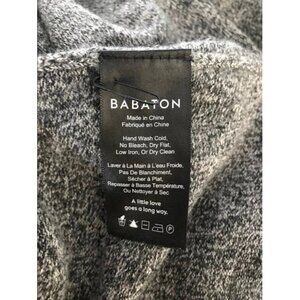 BABATON
Made in China
Fabriqué en Chine
Hand Wash Cold,
No Bleach, Dry Flat,
Low Iron, Or Dry Clean
Laver à La Main à L'eau Froide,
Pas De Blanchiment,
Sécher à Plat,
Repasser à Basse Température,
Ou Nettoyer à Sec
A little love
goes a long way.
P